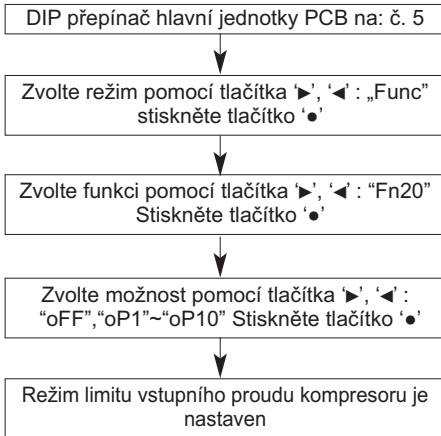 DIP přepínač hlavní jednotky PCB na: č. 5
Zvolte režim pomocí tlačítka ‘►’, ‘◄’ : „Func”
stiskněte tlačítko ‘●’
Zvolte funkci pomocí tlačítka ‘►’, ‘◄’ : “Fn20”
Stiskněte tlačítko ‘●’
Zvolte možnost pomocí tlačítka ‘►’, ‘◄’ :
“oFF”,“oP1”~“oP10” Stiskněte tlačítko ‘●’
Režim limitu vstupního proudu kompresoru je
nastaven